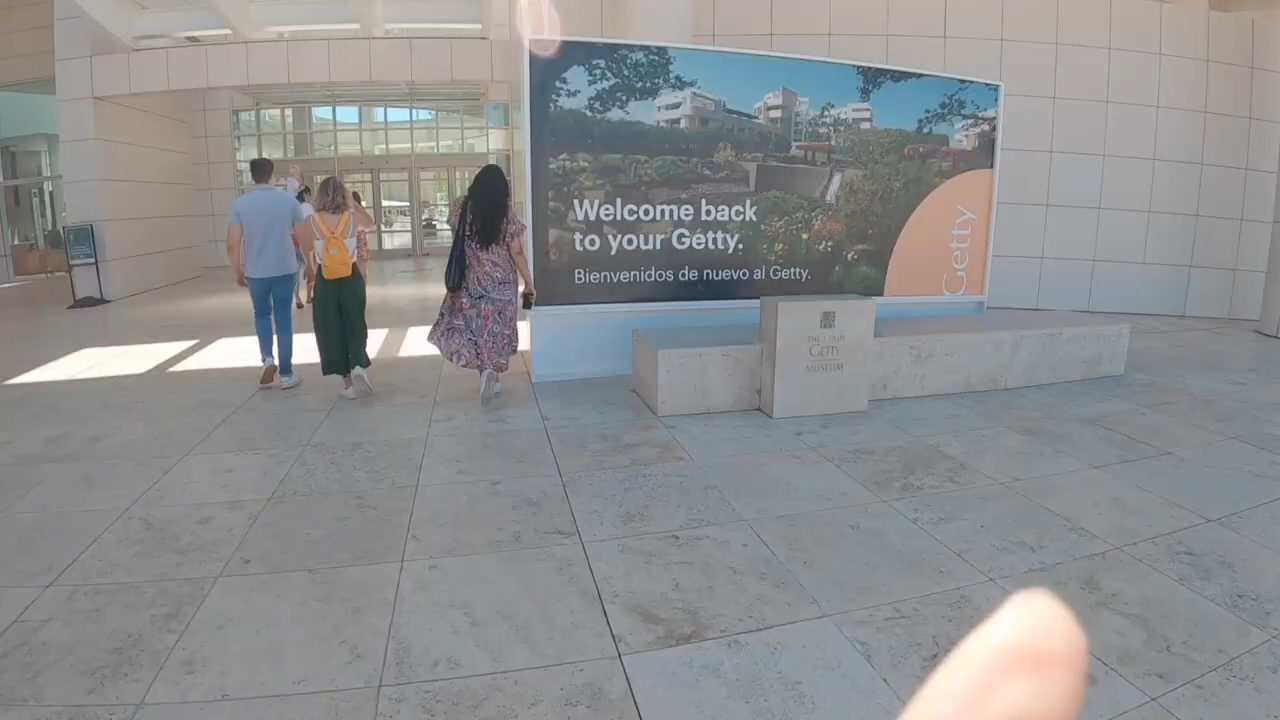 Welcome back
to your Getty.
Bienvenidos de nuevo al Getty.
Getty
THE J. PAUL
GETTY
MUSEUM